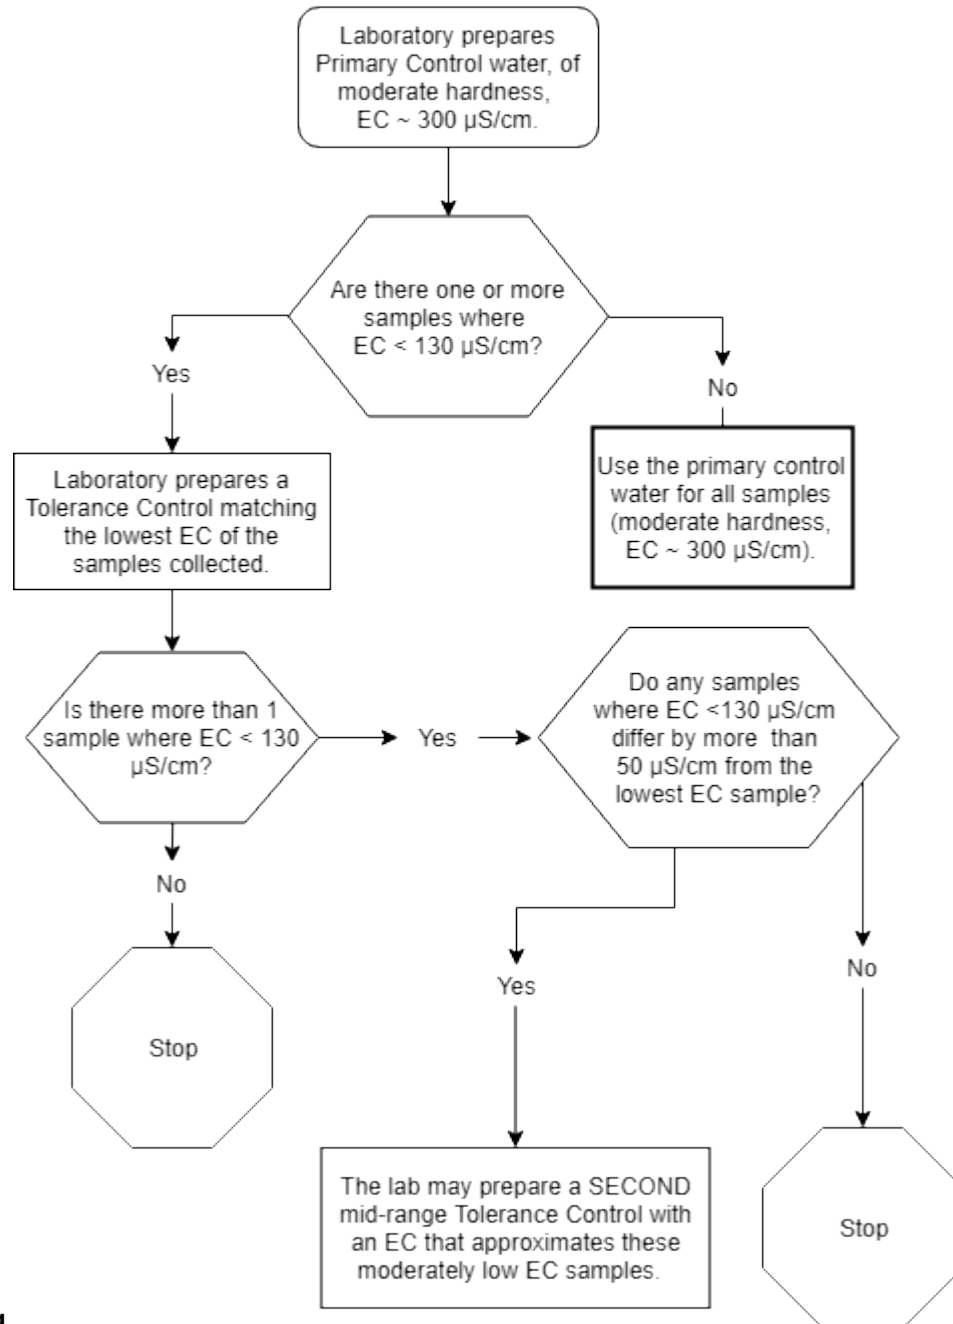 Laboratory prepares
Primary Control water, of
moderate hardness,
EC ~ 300 µS/cm.
Are there one or more
samples where
EC < 130 µS/cm?
Yes
No
Laboratory prepares a
Tolerance Control matching
the lowest EC of the
samples collected.
Use the primary control
water for all samples
(moderate hardness,
EC ~ 300 µS/cm).
Is there more than 1
sample where EC < 130
µS/cm?
Yes
Do any samples
where EC <130 µS/cm
differ by more than
50 µS/cm from the
lowest EC sample?
No
Stop
Yes
No
The lab may prepare a SECOND
mid-range Tolerance Control with
an EC that approximates these
moderately low EC samples.
Stop